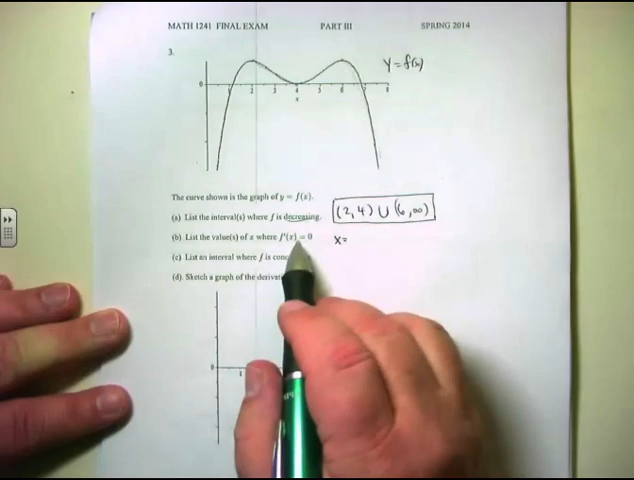 MATH 1241 FINAL EXAM PART III SPRING 2014
3.
y = f(x)
0 1 2 3 4 5 6 7 8
x
The curve shown is the graph of y = f(x).
(a) List the interval(s) where f is decreasing. (2, 4) ∪ (6, ∞)
(b) List the value(s) of x where f'(x) = 0 x=
(c) List an interval where f is conc
(d) Sketch a graph of the derivati
0